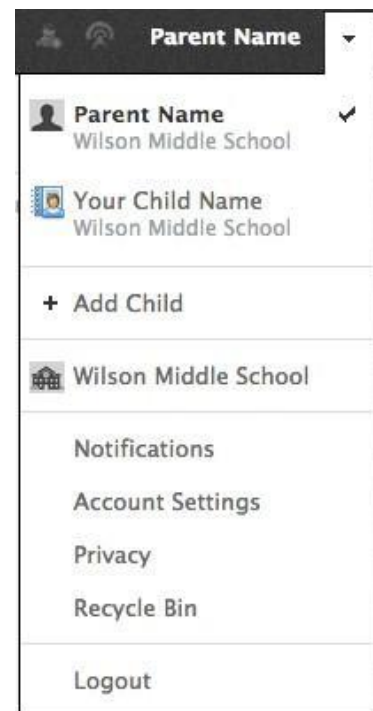 Parent Name
Parent Name
Wilson Middle School
Your Child Name
Wilson Middle School
+ Add Child
Wilson Middle School
Notifications
Account Settings
Privacy
Recycle Bin
Logout